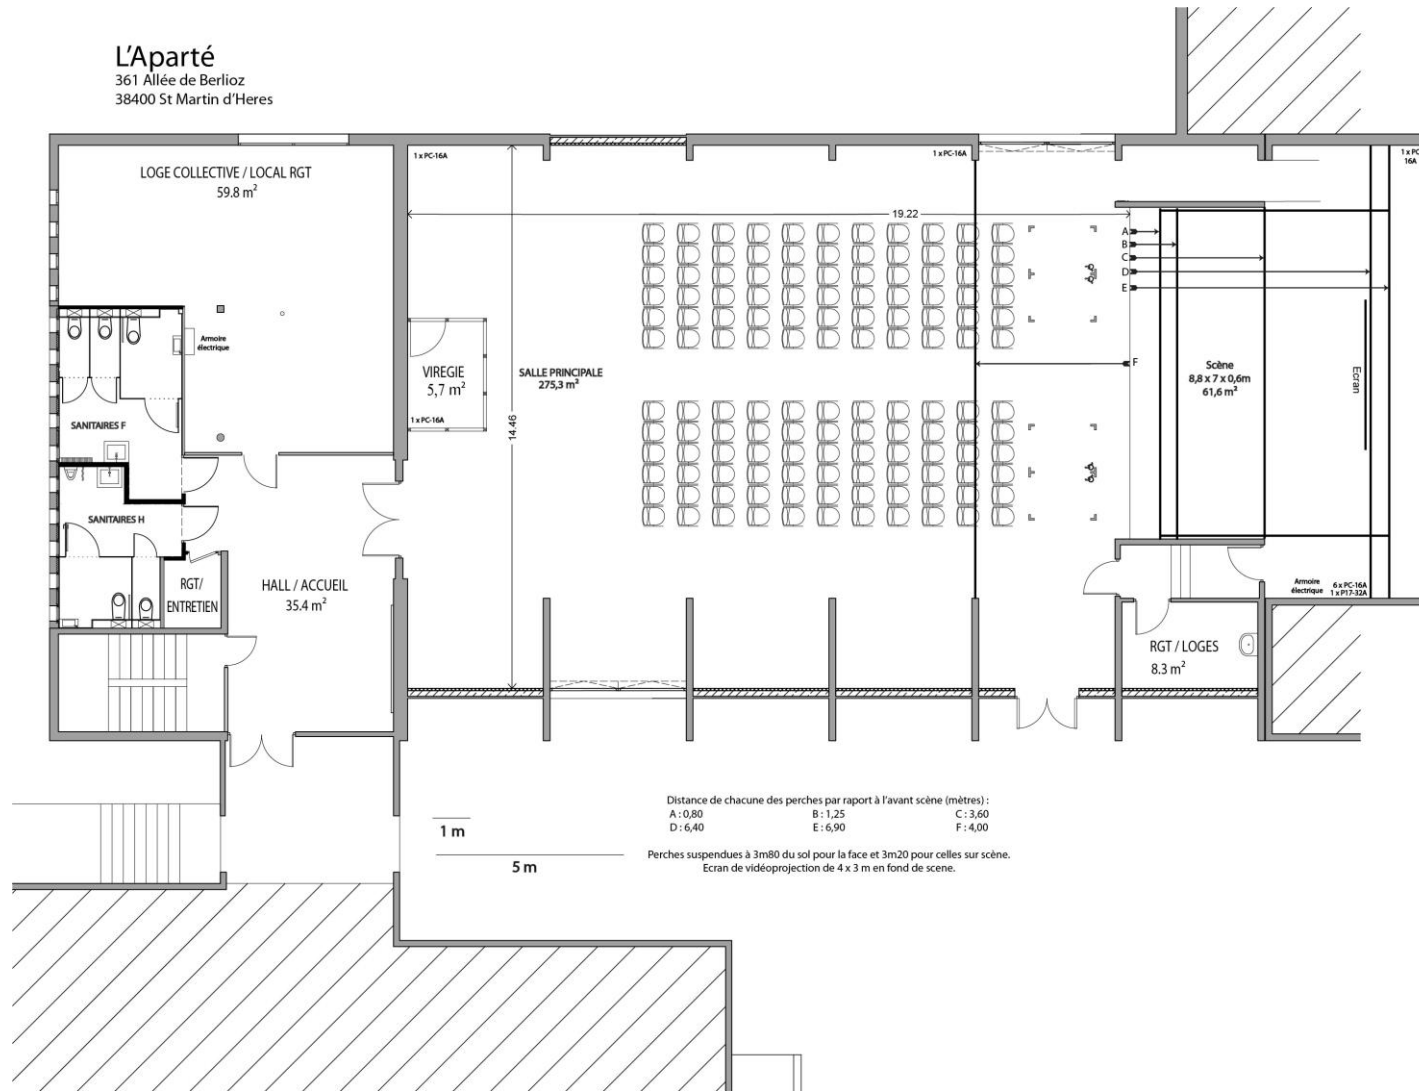 L'Aparté
361 Allée de Berlioz
38400 St Martin d'Heres
1 x PC-16A
1 x PC-16A
1 x PC
16A
LOGE COLLECTIVE / LOCAL RGT
59.8 m²
19.22
A
B
C
D
E
F
Armoire
électrique
VIREGIE
5,7 m²
1 x PC-16A
SALLE PRINCIPALE
275,3 m²
14.46
Scène
8,8 x 7 x 0,6m
61,6 m²
Ecran
SANITAIRES F
SANITAIRES H
RGT/
ENTRETIEN
HALL / ACCUEIL
35.4 m²
Armoire
électrique
6 x PC-16A
1 x P17-32A
RGT / LOGES
8.3 m²
Distance de chacune des perches par raport à l'avant scène (mètres) :
A : 0,80 B : 1,25 C : 3,60
D : 6,40 E : 6,90 F : 4,00
1 m
5 m
Perches suspendues à 3m80 du sol pour la face et 3m20 pour celles sur scène.
Ecran de vidéoprojection de 4 x 3 m en fond de scene.